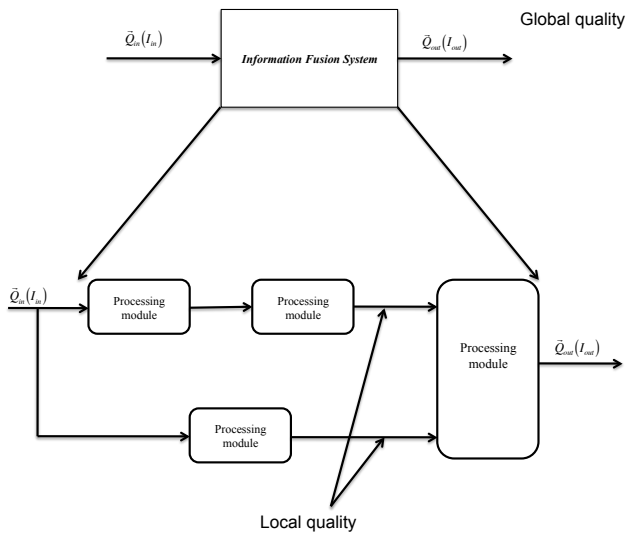 Global quality
Q⃗in(Iin)
Information Fusion System
Q⃗out(Iout)
Q⃗in(Iin)
Processing
module
Processing
module
Processing
module
Q⃗out(Iout)
Processing
module
Local quality